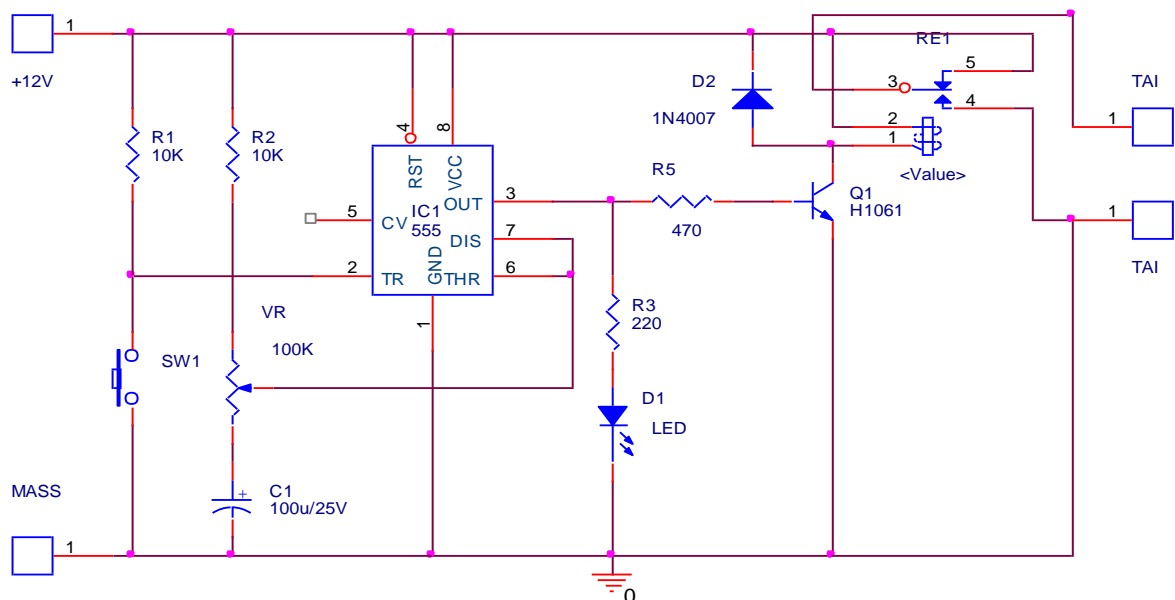 1
+12V
R1
10K
R2
10K
4
8
RST
VCC
OUT
3
5
CV
IC1
555
DIS
7
2
TR
GND
THR
6
1
VR
100K
SW1
C1
100u/25V
MASS
1
R3
220
D1
LED
0
R5
470
D2
1N4007
Q1
H1061
RE1
3
5
4
2
1
<Value>
TAI
1
1
TAI